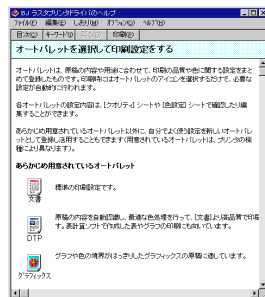 BJ ラスタプリンタドライバのヘルプ
ファイル(F) 編集(E) しおり(M) オプション(O) ヘルプ(H)
目次(C) キーワード(I) 戻る(B) 印刷(P)
オートパレットを選択して印刷設定をする
オートパレットは、原稿の内容や用途に合わせて、印刷の品質や色に関する設定をまと
めて登録したものです。印刷時にはオートパレットのアイコンを選択するだけで、必要な
設定が自動的に行われます。
各オートパレットの設定内容は、[クオリティ] シートや [色設定] シートで確認したり編
集することができます。
あらかじめ用意されているオートパレット以外に、自分でよく使う設定を新しいオートパレ
ットとして登録し活用することもできます(用意されているオートパレットは、プリンタの機
種により異なります)。
あらかじめ用意されているオートパレット
標準の印刷設定です。
文書
原稿の内容を自動認識し、最適な色処理を行って、[文書]より高品質で印刷
す。表計算ソフトで作成した表やグラフの印刷にも向いています。
DTP
グラフや色の境界がはっきりしたグラフィックスの原稿に適しています。
グラフィックス